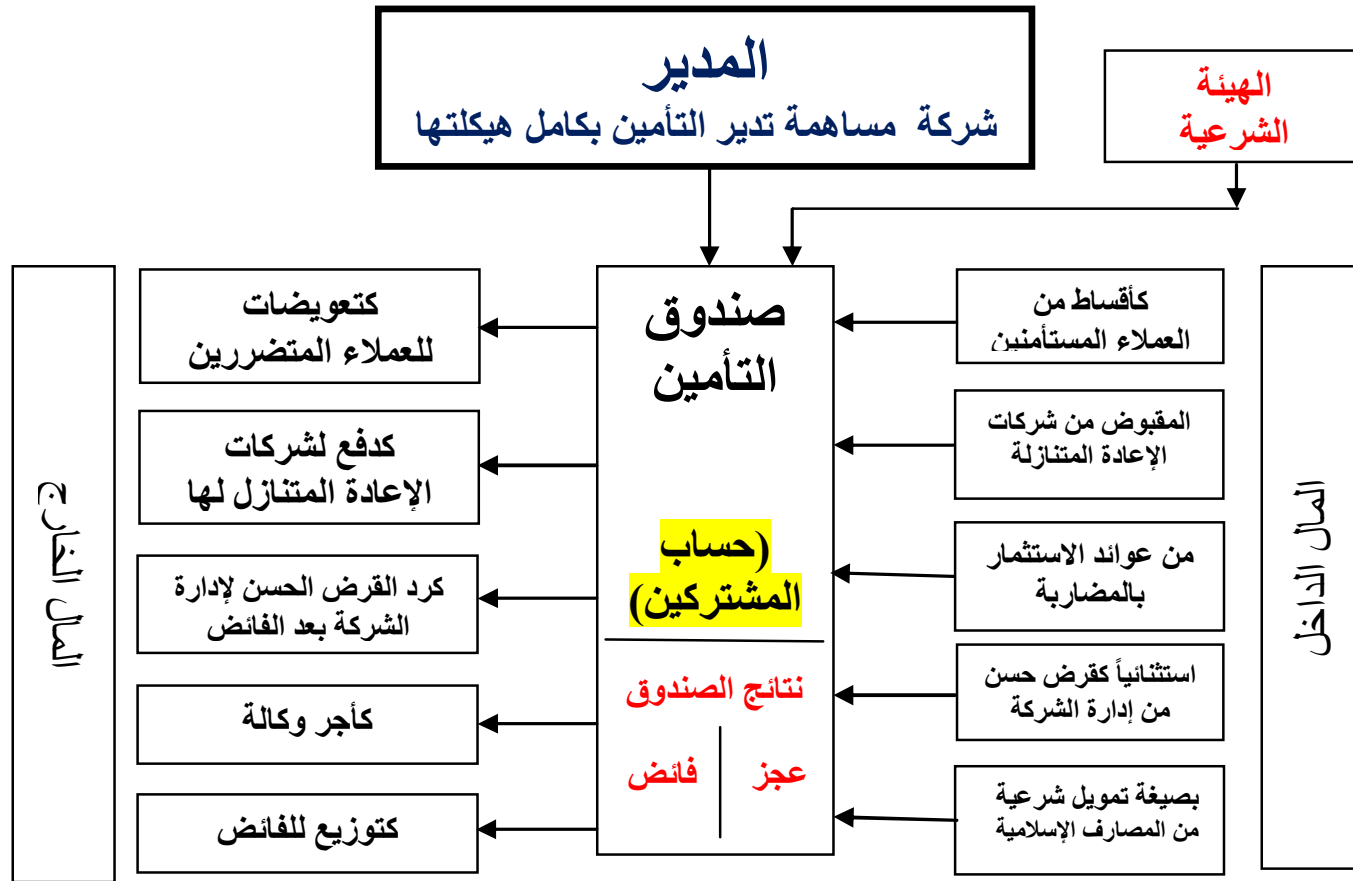 المدير
شركة مساهمة تدير التأمين بكامل هيكلتها
الهيئة
الشرعية
المال الداخل
كأقساط من
العملاء المستأمنين
المقبوض من شركات
الإعادة المتنازلة
من عوائد الاستثمار
بالمضاربة
استثنائياً كقرض حسن
من إدارة الشركة
بصيغة تمويل شرعية
من المصارف الإسلامية
صندوق
التأمين
(حساب
المشتركين)
نتائج الصندوق
عجز
فائض
كتعويضات
للعملاء المتضررين
كدفع لشركات
الإعادة المتنازل لها
كرد القرض الحسن لإدارة
الشركة بعد الفائض
كأجر وكالة
كتوزيع للفائض
المال الخارج